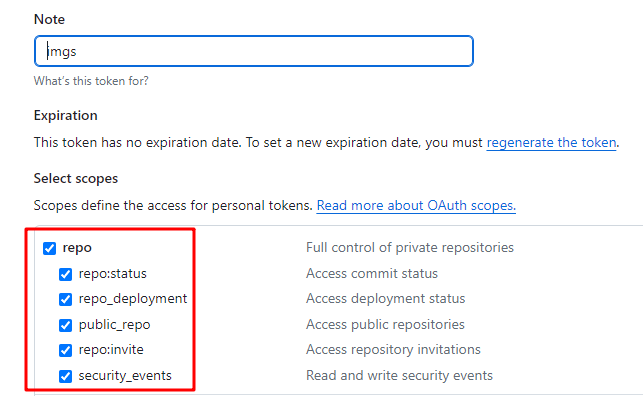 Note
imgs
What's this token for?
Expiration
This token has no expiration date. To set a new expiration date, you must regenerate the token.
Select scopes
Scopes define the access for personal tokens. Read more about OAuth scopes.
repo Full control of private repositories
repo:status Access commit status
repo_deployment Access deployment status
public_repo Access public repositories
repo:invite Access repository invitations
security_events Read and write security events